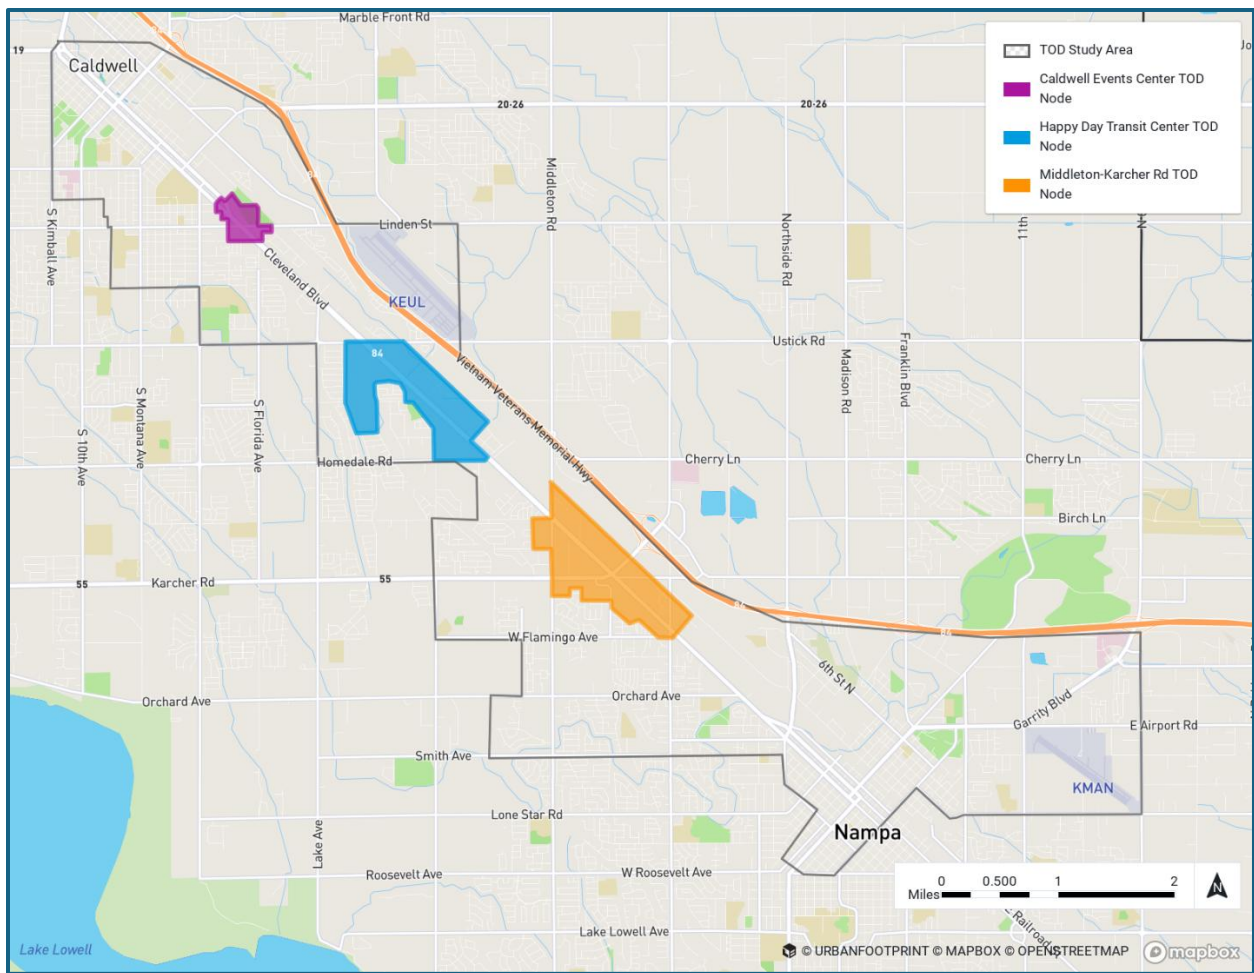 Marble Front Rd
84
19
Caldwell
TOD Study Area
Caldwell Events Center TOD
Node
Happy Day Transit Center TOD
Node
Middleton-Karcher Rd TOD
Node
20-26
20-26
Middleton Rd
Northside Rd
11th
S Kimball Ave
Linden St
Cleveland Blvd
KEUL
84
Ustick Rd
Vietnam Veterans Memorial Hwy
Madison Rd
Franklin Blvd
S 10th Ave
S Montana Ave
S Florida Ave
Homedale Rd
Cherry Ln
Cherry Ln
Birch Ln
55
Karcher Rd
55
84
84
W Flamingo Ave
6th St N
Orchard Ave
Orchard Ave
Garrity Blvd
E Airport Rd
Smith Ave
KMAN
Lone Star Rd
Nampa
Lake Ave
Roosevelt Ave
W Roosevelt Ave
0 0.500 1 2
Miles
N
Lake Lowell Ave
Lake Lowell
© URBANFOOTPRINT © MAPBOX © OPENSTREETMAP
mapbox